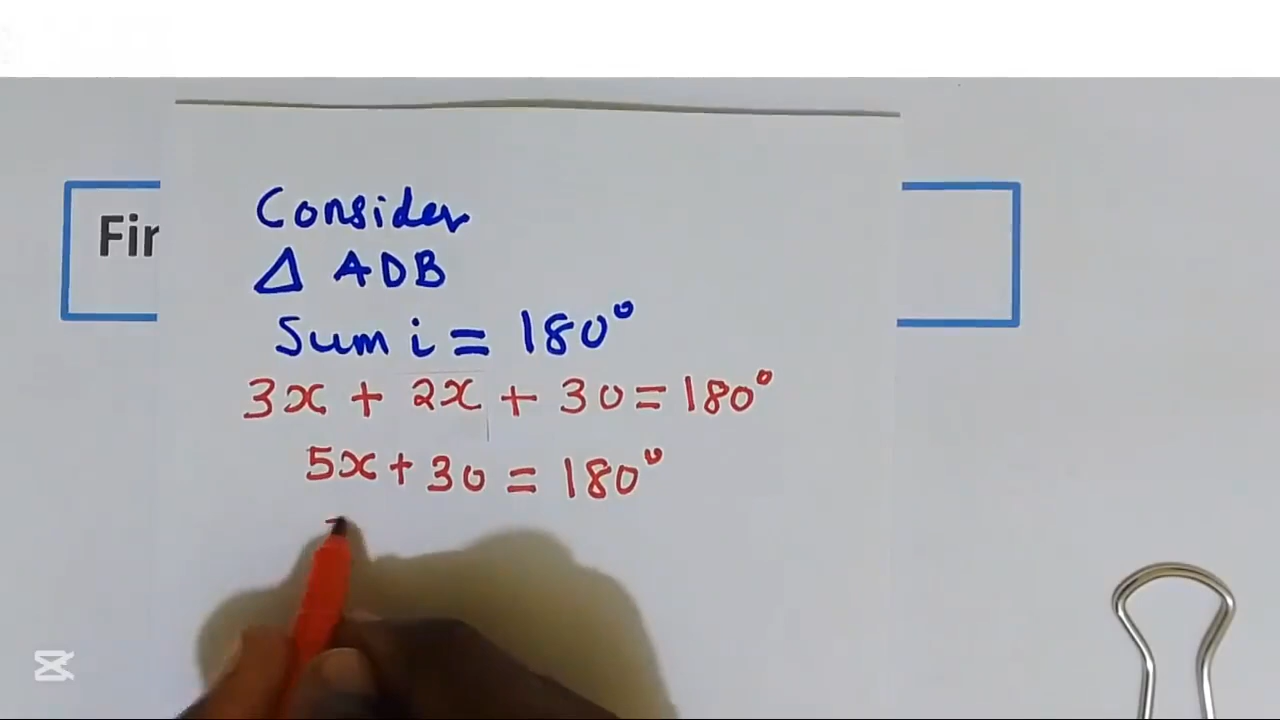 Fir
Consider
Δ ADB
Sum i = 180°
3x + 2x + 30 = 180°
5x + 30 = 180°